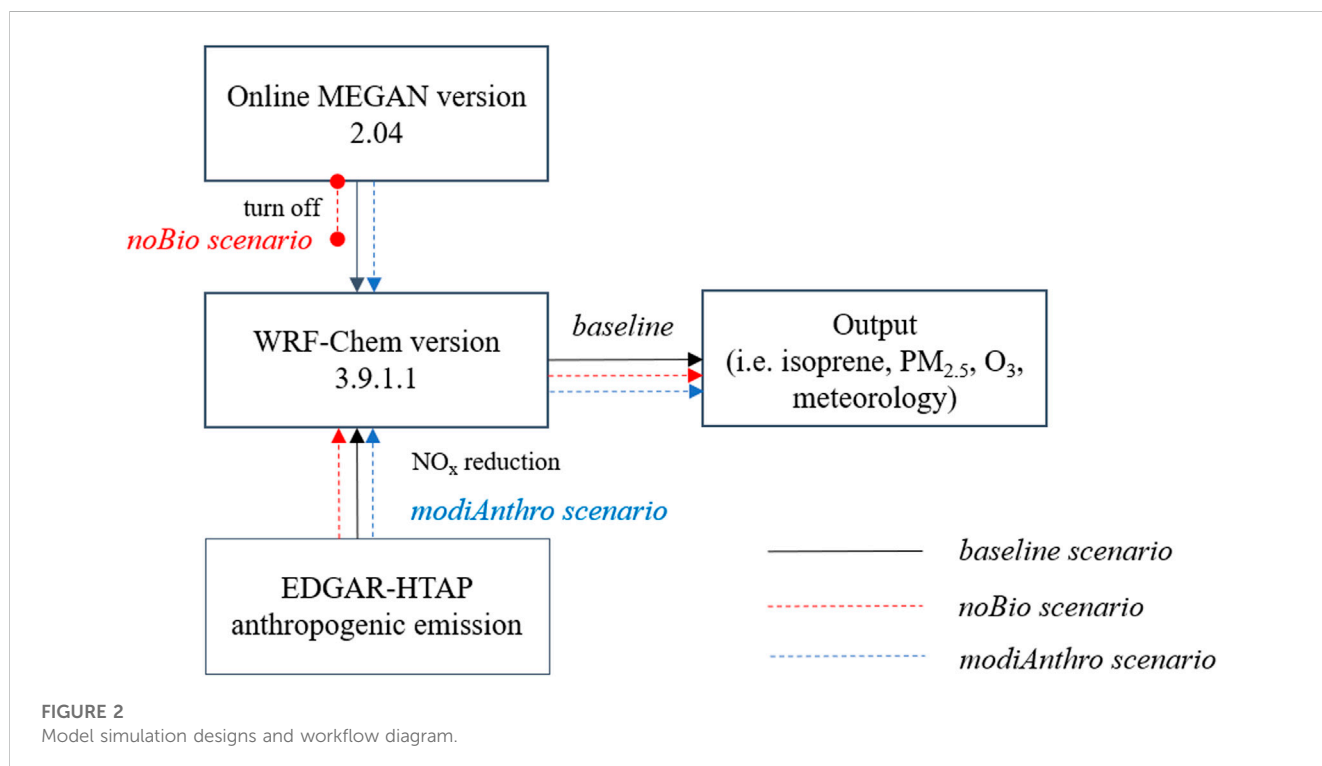 Online MEGAN version
2.04
turn off
noBio scenario
WRF-Chem version
3.9.1.1
baseline
Output
(i.e. isoprene, PM2.5, O3,
meteorology)
NOx reduction
modiAnthro scenario
EDGAR-HTAP
anthropogenic emission
baseline scenario
noBio scenario
modiAnthro scenario
FIGURE 2
Model simulation designs and workflow diagram.